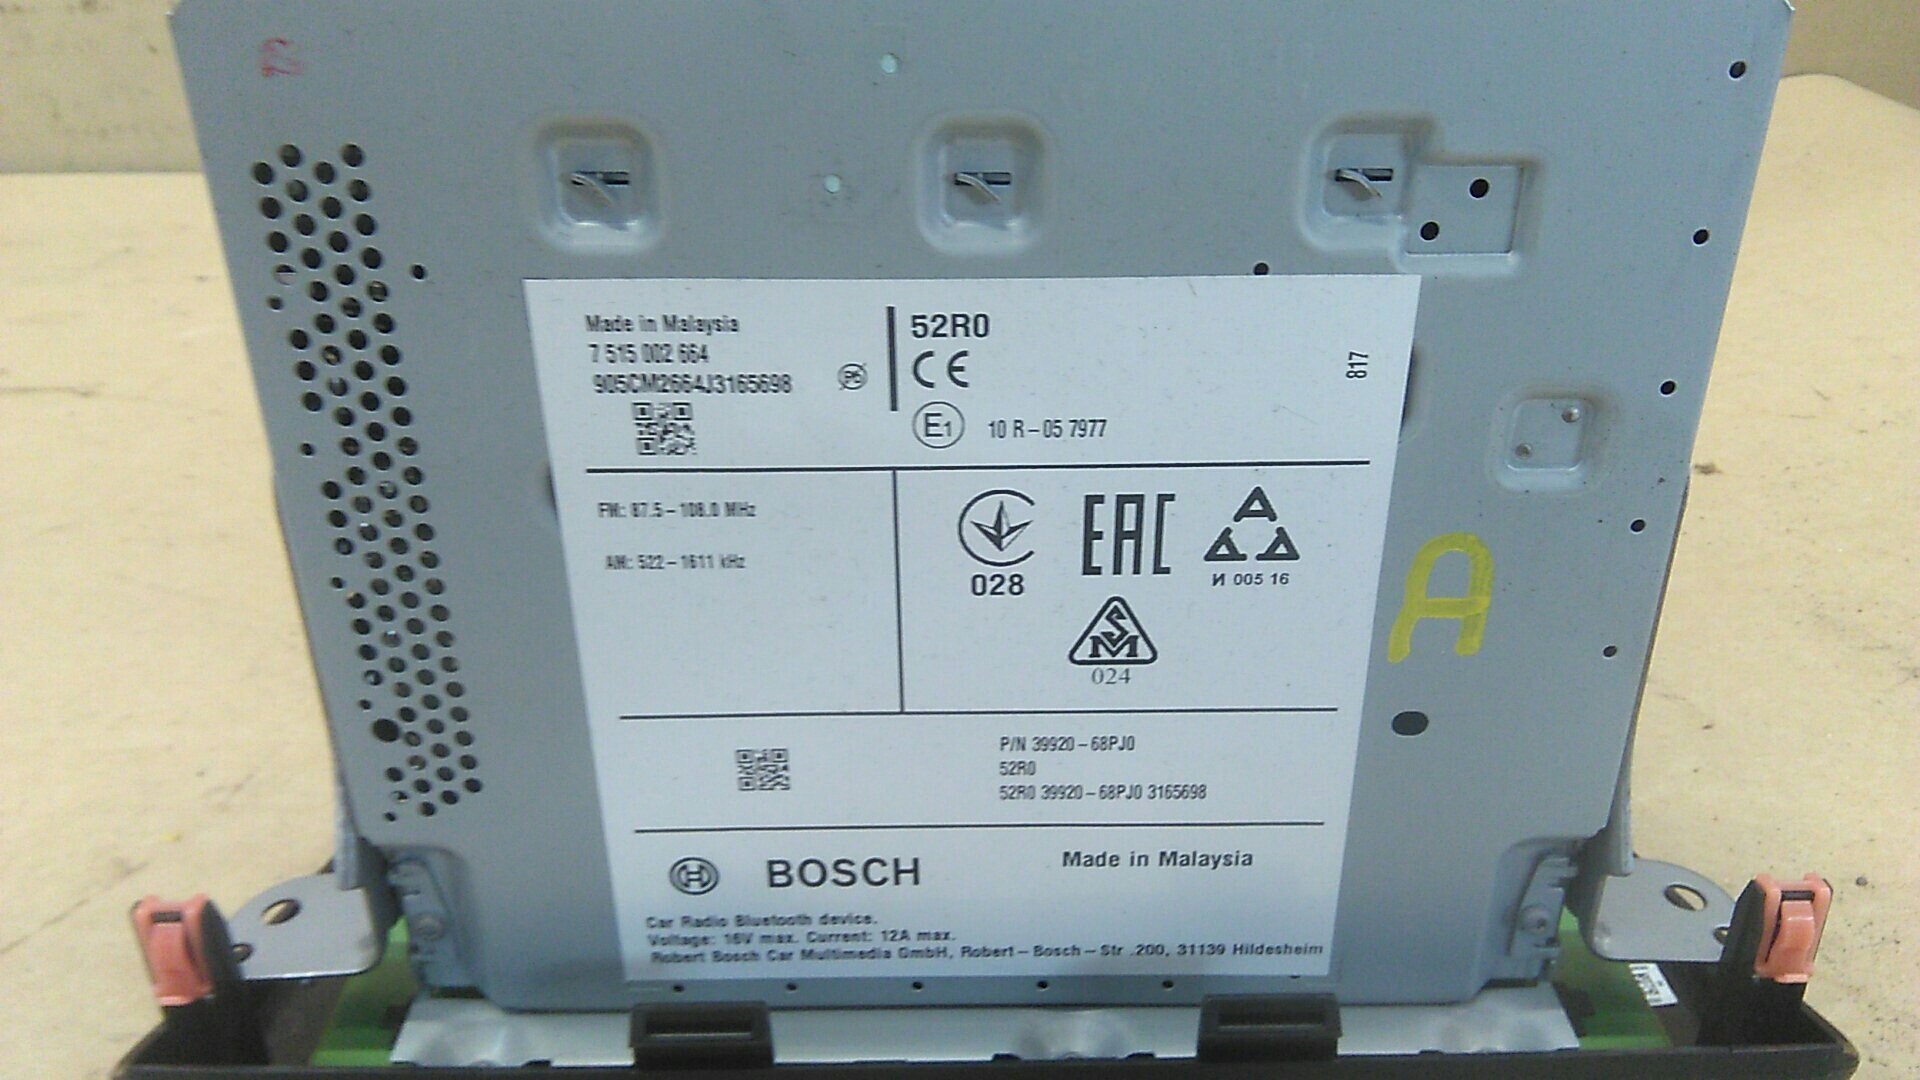 Made in Malaysia
7 515 002 664
905CM2664J3165698
52R0
CE
E1 10 R-05 7977
817
FM: 87.5-108.0 MHz
AM: 522-1611 kHz
028
EAC
И 005 16
SM
024
P/N 39920-68PJ0
52R0
52R0 39920-68PJ0 3165698
BOSCH
Made in Malaysia
Car Radio Bluetooth device.
Voltage: 16V max. Current: 12A max.
Robert Bosch Car Multimedia GmbH, Robert-Bosch-Str .200, 31139 Hildesheim
A